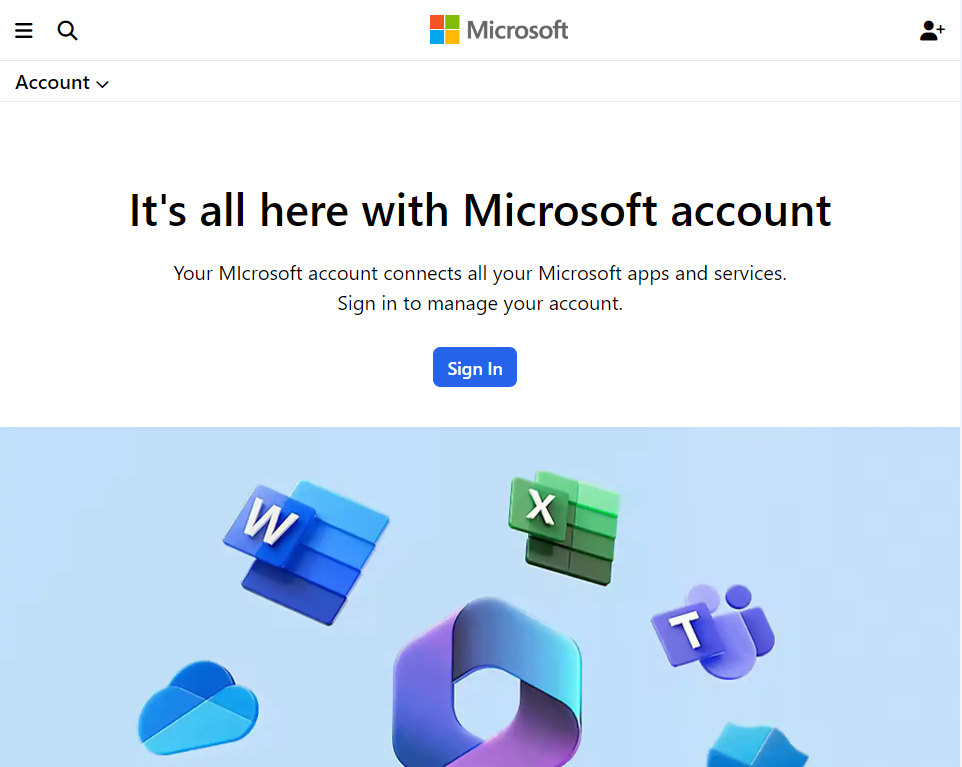 Microsoft
Account
It's all here with Microsoft account
Your MIcrosoft account connects all your Microsoft apps and services.
Sign in to manage your account.
Sign In
W
X
T